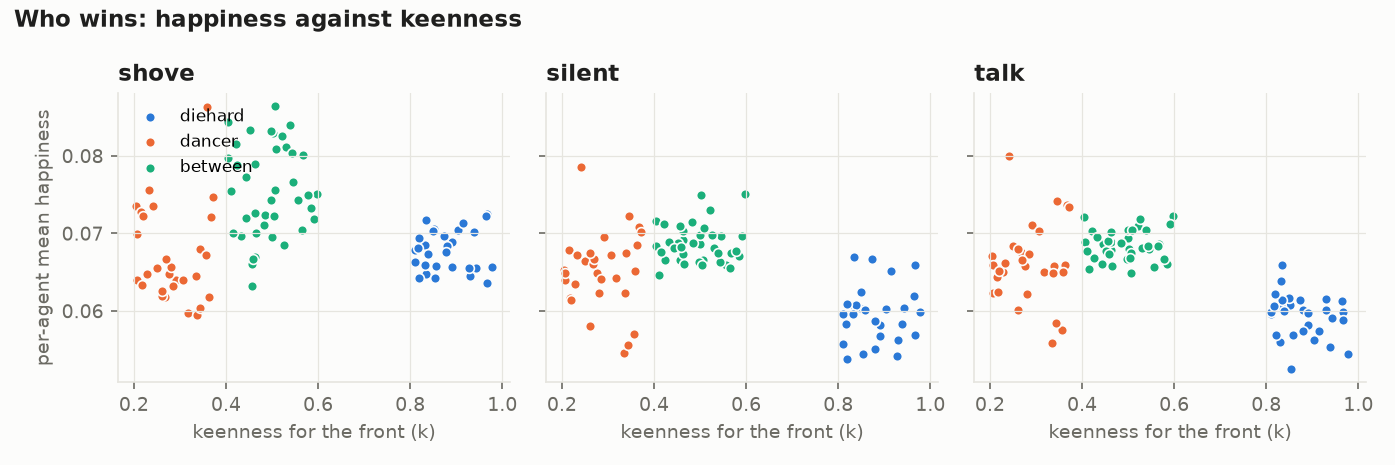 Who wins: happiness against keenness
shove
silent
talk
diehard
dancer
between
per-agent mean happiness
0.08
0.07
0.06
0.2 0.4 0.6 0.8 1.0
0.2 0.4 0.6 0.8 1.0
0.2 0.4 0.6 0.8 1.0
keenness for the front (k)
keenness for the front (k)
keenness for the front (k)